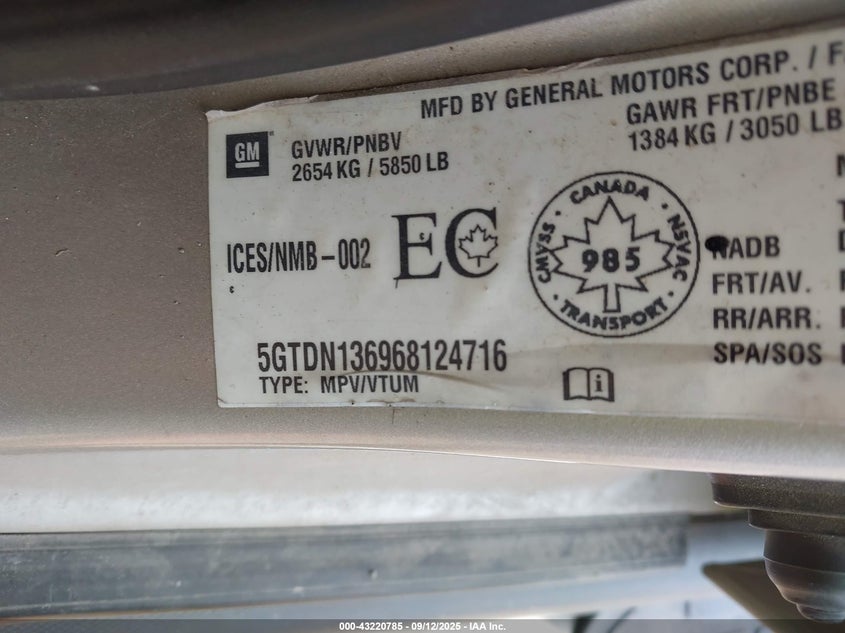 MFD BY GENERAL MOTORS CORP. /
GM
GVWR/PNBV
2654 KG / 5850 LB
GAWR FRT/PNBE
1384 KG / 3050 LB
ICES/NMB-002
EC
CANADA
CMVSS
NSVAC
985
TRANSPORT
NADB
FRT/AV.
RR/ARR.
SPA/SOS
5GTDN136968124716
TYPE: MPV/VTUM
i
000-43220785 - 09/12/2025 - IAA Inc.